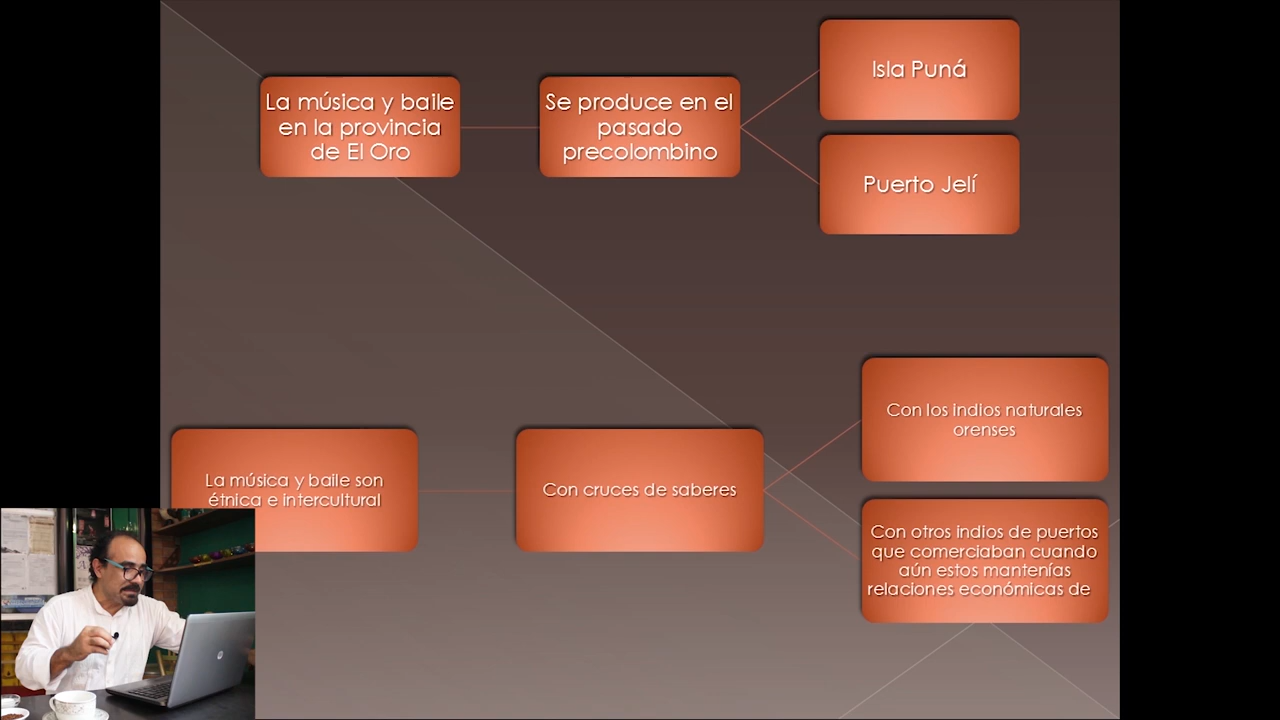 La música y baile
en la provincia
de El Oro
Se produce en el
pasado
precolombino
Isla Puná
Puerto Jelí
La música y baile son
étnica e intercultural
Con cruces de saberes
Con los indios naturales
orenses
Con otros indios de puertos
que comerciaban cuando
aún estos mantenías
relaciones económicas de